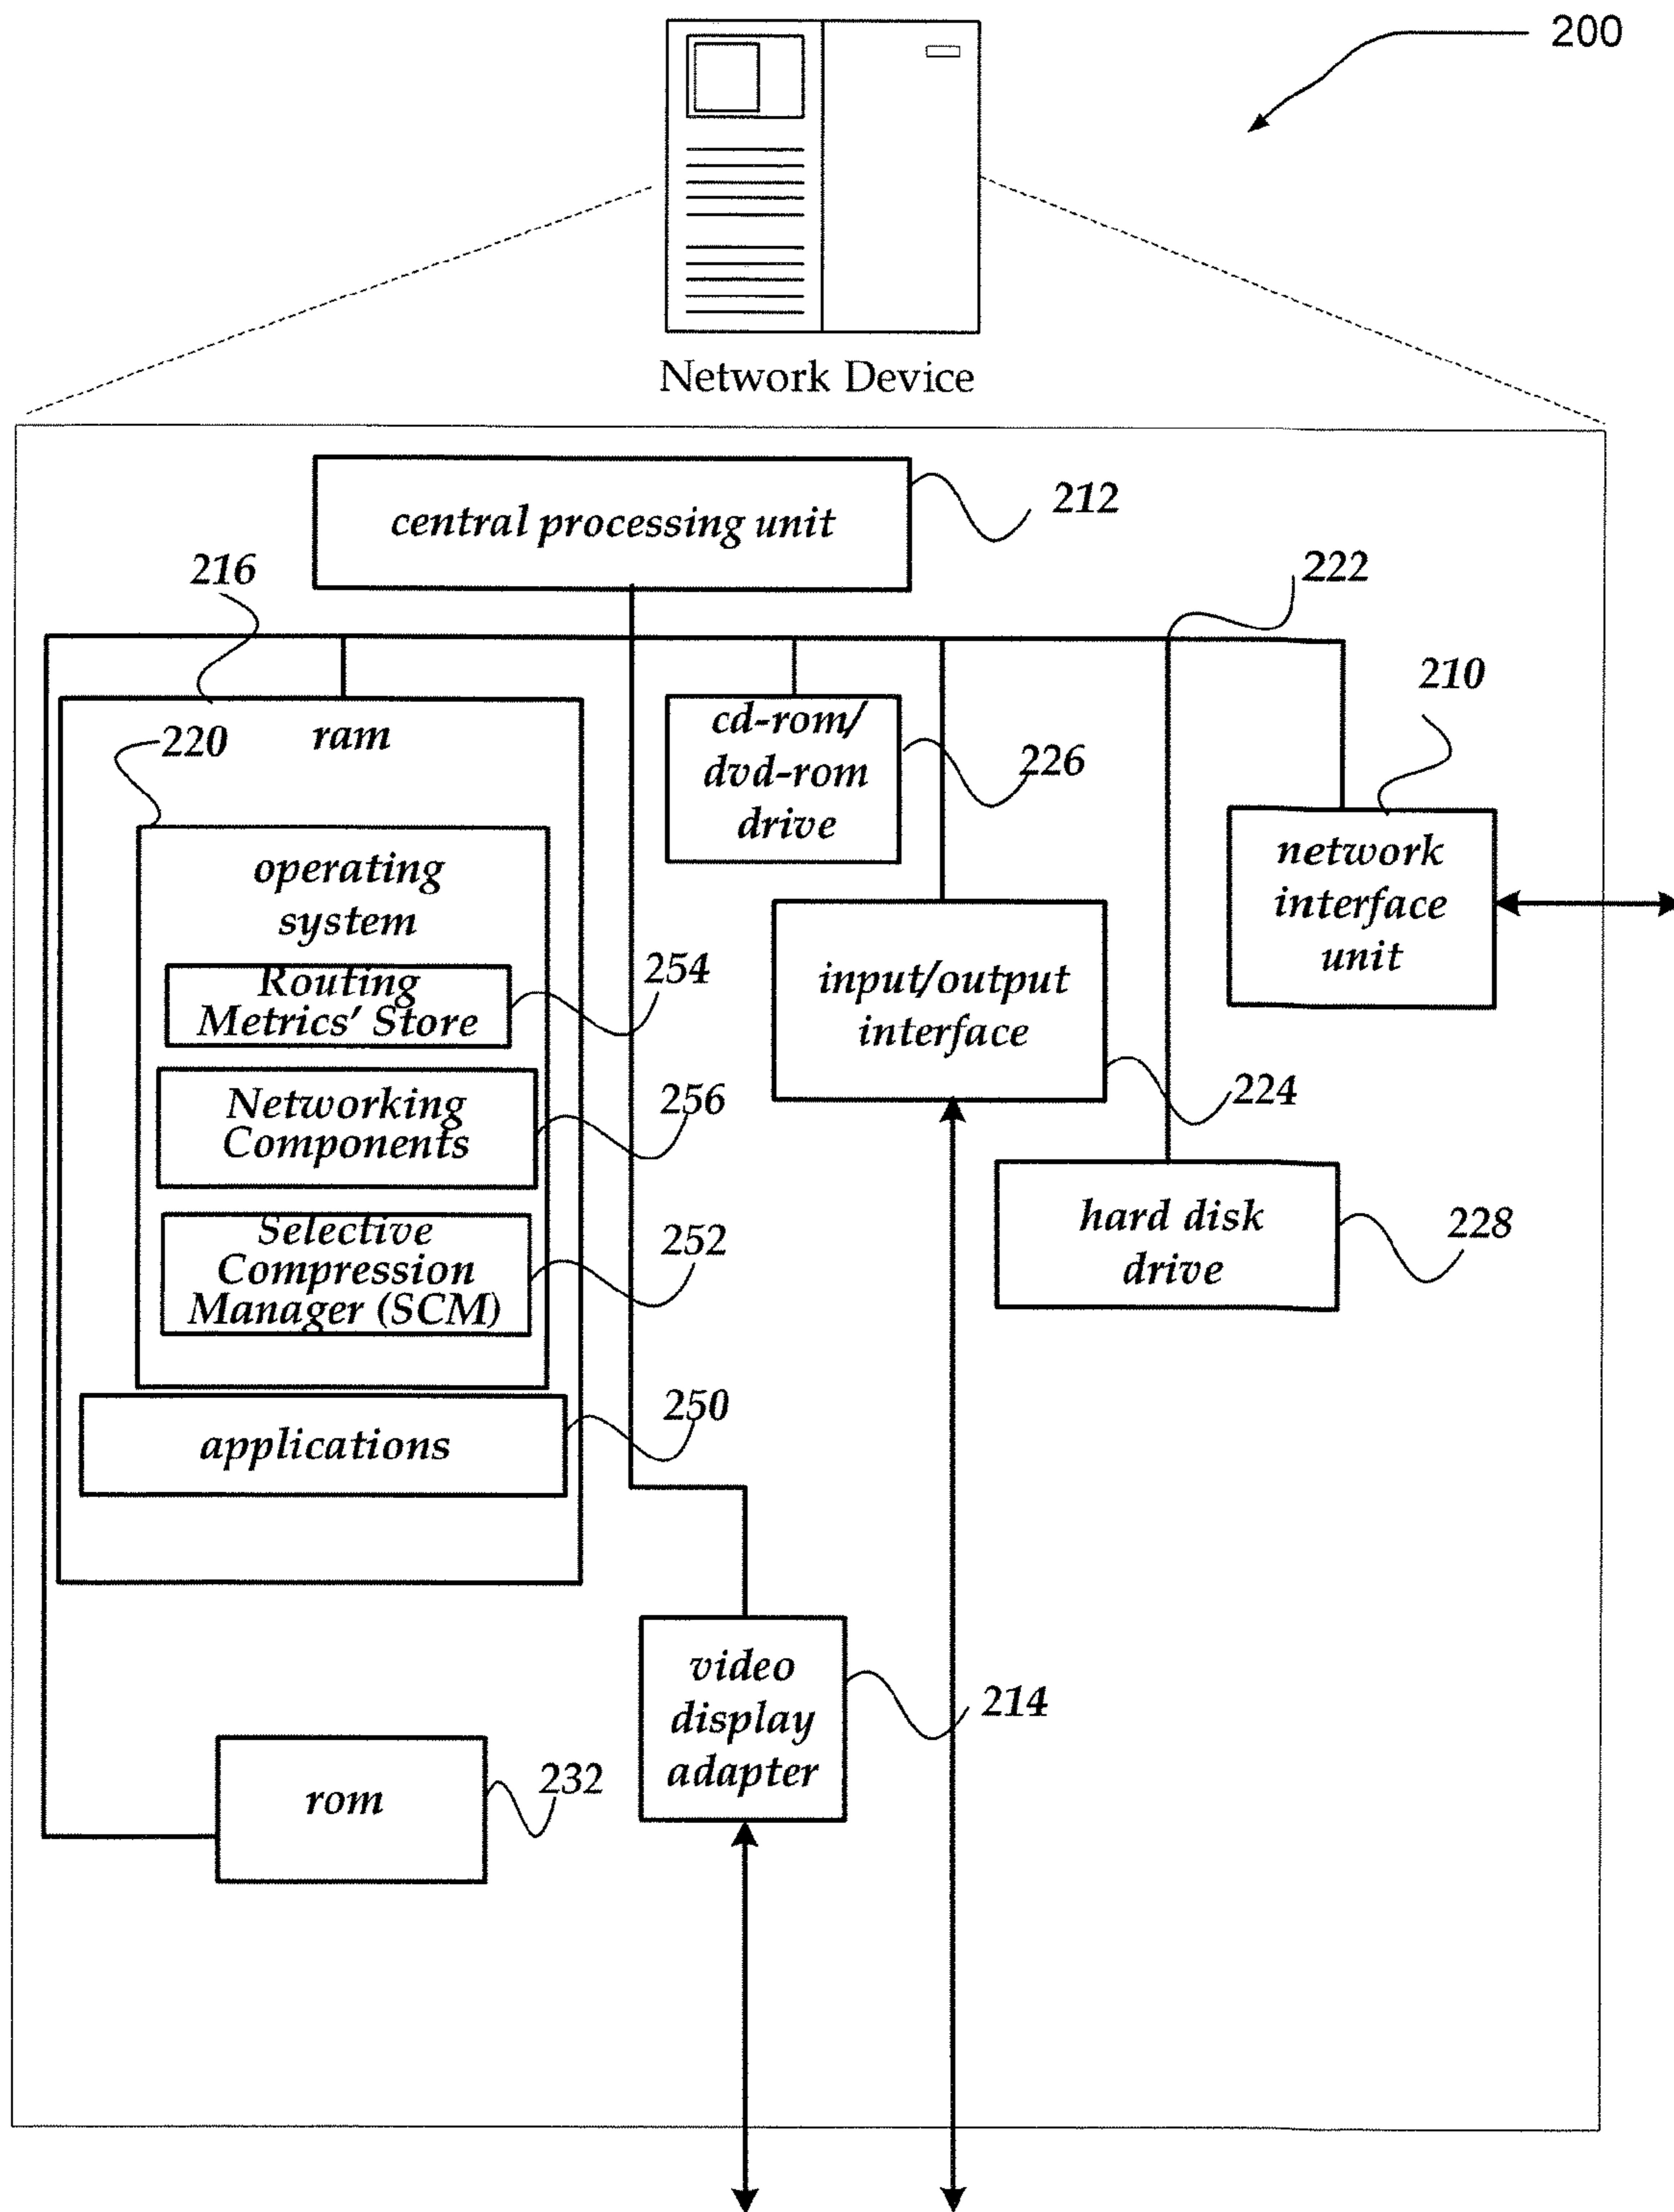 200
Network Device
central processing unit
212
216
222
210
220
ram
cd-rom/
dvd-rom
drive
226
network
interface
unit
operating
system
254
Routing
Metrics' Store
input/output
interface
224
256
Networking
Components
252
Selective
Compression
Manager (SCM)
hard disk
drive
228
250
applications
video
display
adapter
214
rom
232